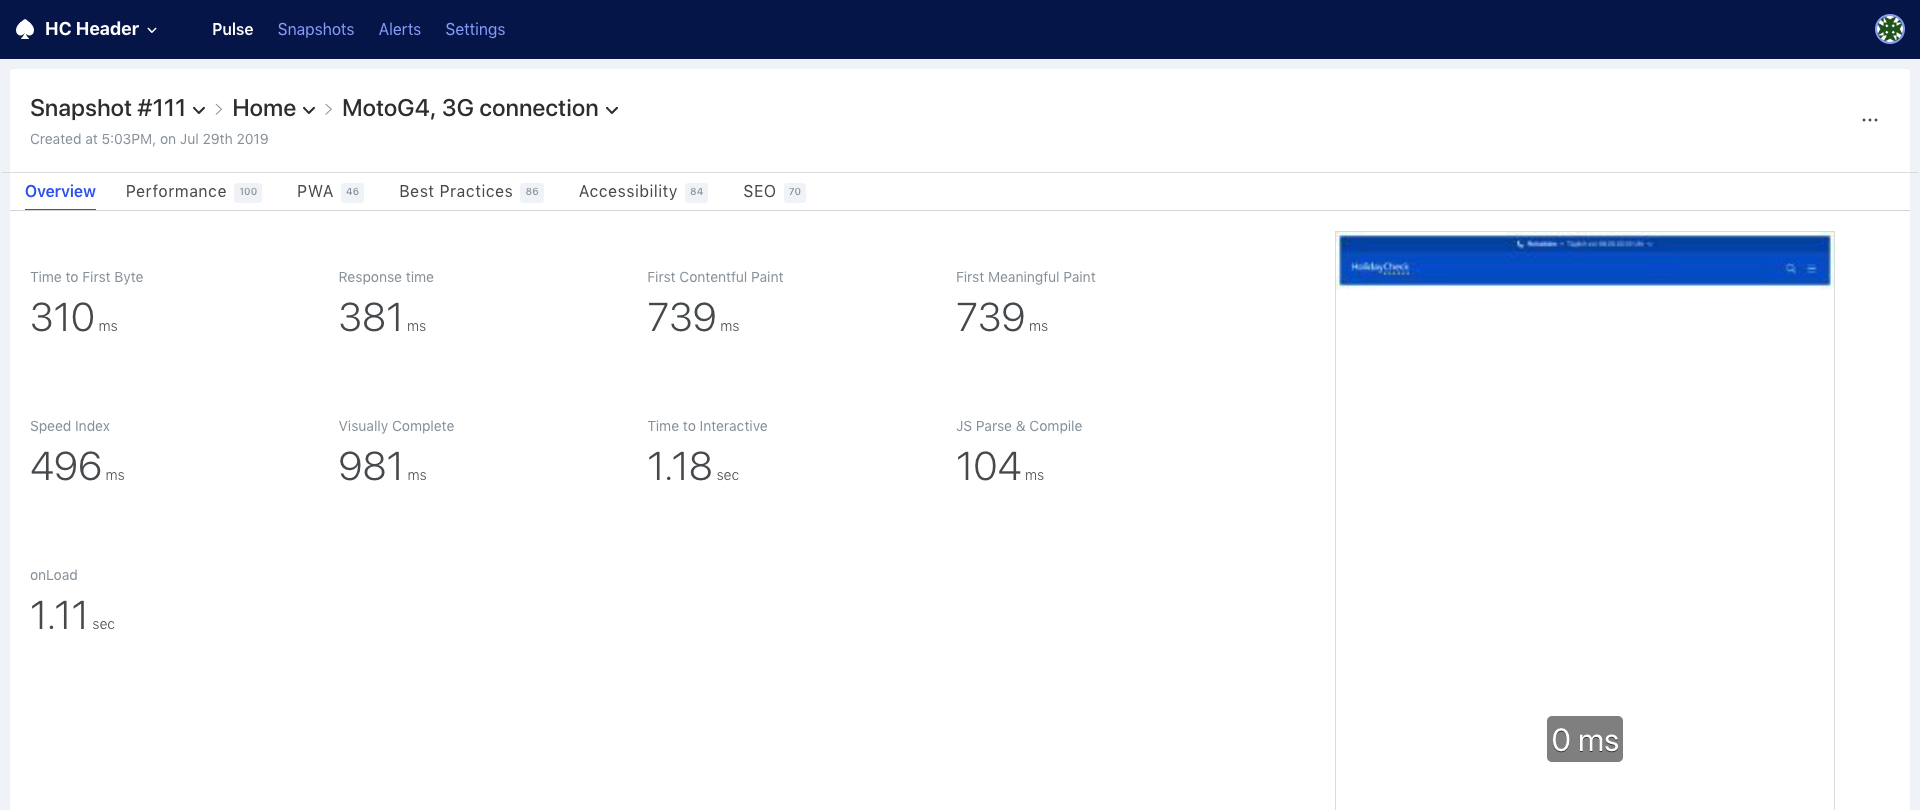 HC Header
Pulse
Snapshots
Alerts
Settings
Snapshot #111
Home
MotoG4, 3G connection
Created at 5:03PM, on Jul 29th 2019
Overview
Performance 100
PWA 46
Best Practices 86
Accessibility 84
SEO 70
Time to First Byte
310 ms
Response time
381 ms
First Contentful Paint
739 ms
First Meaningful Paint
739 ms
Speed Index
496 ms
Visually Complete
981 ms
Time to Interactive
1.18 sec
JS Parse & Compile
104 ms
onLoad
1.11 sec
HolidayCheck
0 ms